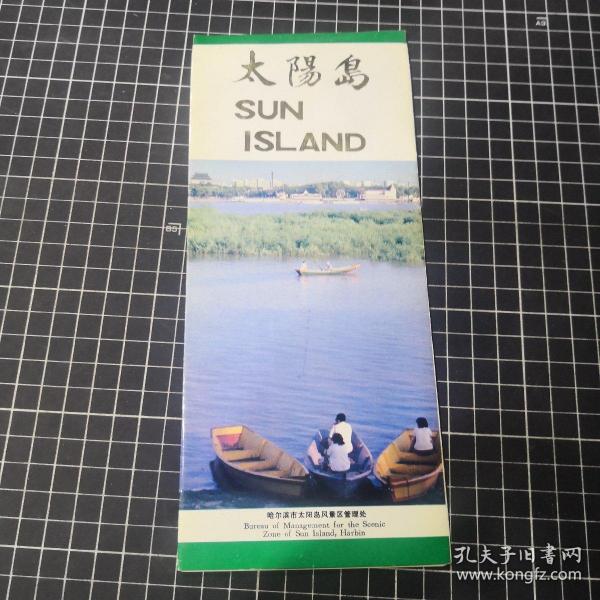 A3
太陽島
SUN
ISLAND
B5
哈尔滨市太阳岛风景区管理处
Bureau of Management for the Scenic
Zone of Sun Island, Harbin
孔夫子旧书网
www.kongfz.com